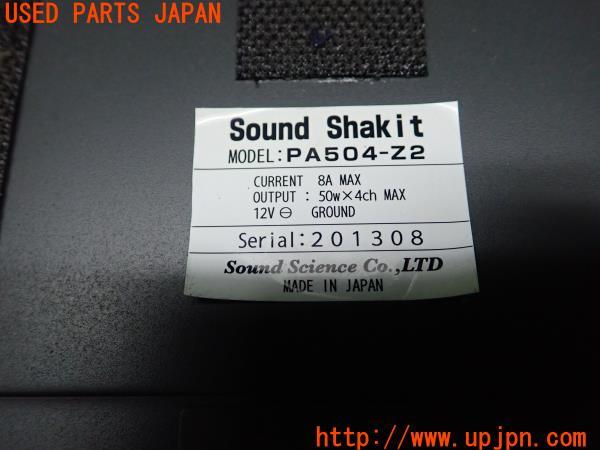 USED PARTS JAPAN
Sound Shakit
MODEL:PA504-Z2
CURRENT 8A MAX
OUTPUT : 50w×4ch MAX
12V ⊖ GROUND
Serial:201308
Sound Science Co.,LTD
MADE IN JAPAN
http://www.upjpn.com/